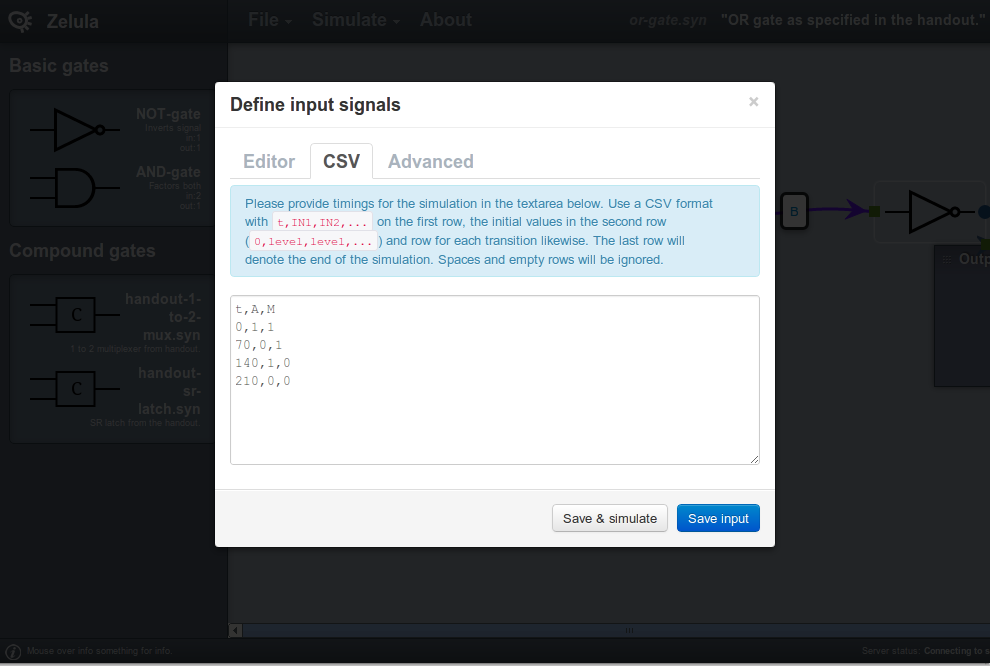 Zelula
File
Simulate
About
or-gate.syn "OR gate as specified in the handout."
Basic gates
NOT-gate
Inverts signal
in:1
out:1
AND-gate
Factors both
in:2
out:1
Compound gates
C
handout-1-
to-2-
mux.syn
1 to 2 multiplexer from handout.
C
handout-
sr-
latch.syn
SR latch from the handout.
Define input signals
×
Editor
CSV
Advanced
Please provide timings for the simulation in the textarea below. Use a CSV format
with t,IN1,IN2,... on the first row, the initial values in the second row
(0,level,level,...) and row for each transition likewise. The last row will
denote the end of the simulation. Spaces and empty rows will be ignored.
t,A,M
0,1,1
70,0,1
140,1,0
210,0,0
Save & simulate
Save input
B
Outp
Mouse over info something for info.
Server status: Connecting to s